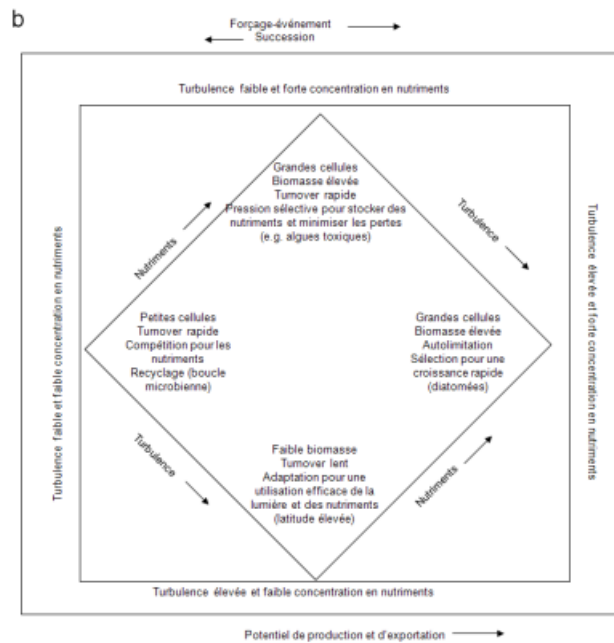 b
Forçage-événement
Succession
Turbulence faible et forte concentration en nutriments
Grandes cellules
Biomasse élevée
Turnover rapide
Pression sélective pour stocker des
nutriments et minimiser les pertes
(e.g. algues toxiques)
Nutriments
Turbulence
Turbulence faible et faible concentration en nutriments
Petites cellules
Turnover rapide
Compétition pour les
nutriments
Recyclage (boucle
microbienne)
Grandes cellules
Biomasse élevée
Autolimitation
Sélection pour une
croissance rapide
(diatomées)
Turbulence élevée et forte concentration en nutriments
Turbulence
Faible biomasse
Turnover lent
Adaptation pour une
utilisation efficace de la
lumière et des nutriments
(latitude élevée)
Nutriments
Turbulence élevée et faible concentration en nutriments
Potentiel de production et d'exportation